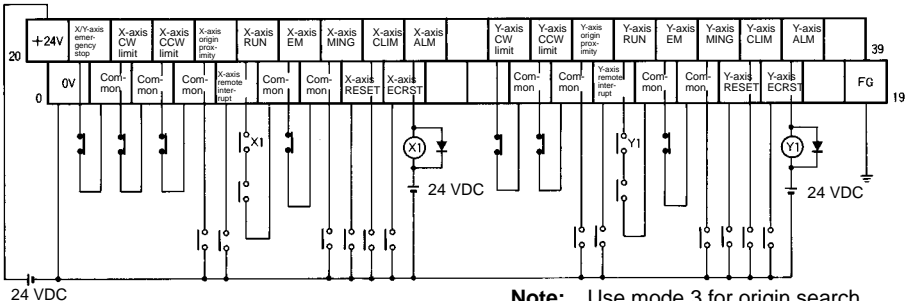 20
+24V
X/Y-axis
emer-
gency
stop
X-axis
CW
limit
X-axis
CCW
limit
X-axis
origin
prox-
imity
X-axis
RUN
X-axis
EM
X-axis
MING
X-axis
CLIM
X-axis
ALM
Y-axis
CW
limit
Y-axis
CCW
limit
Y-axis
origin
prox-
imity
Y-axis
RUN
Y-axis
EM
Y-axis
MING
Y-axis
CLIM
Y-axis
ALM
39
0
0V
Com-
mon
Com-
mon
Com-
mon
X-axis
remote
inter-
rupt
Com-
mon
Com-
mon
X-axis
RESET
X-axis
ECRST
Com-
mon
Com-
mon
Y-axis
remote
inter-
rupt
Com-
mon
Com-
mon
Y-axis
RESET
Y-axis
ECRST
FG
19
X1
X1
Y1
Y1
24 VDC
24 VDC
24 VDC
Note: Use mode 3 for origin search